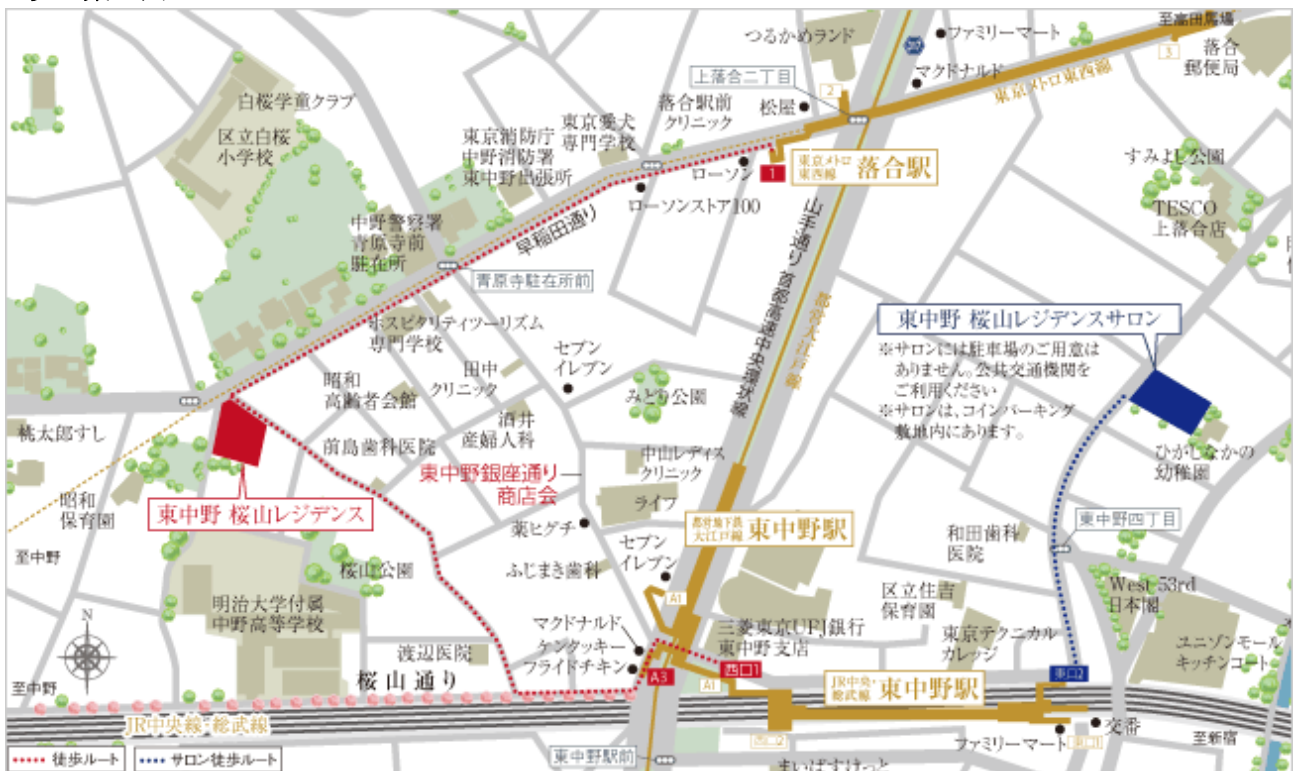 至高田馬場
つるかめランド
317
ファミリーマート
3
落合
郵便局
上落合二丁目
マクドナルド
東京メトロ東西線
白桜学童クラブ
落合駅前
クリニック
松屋
2
区立白桜
小学校
東京消防庁
中野消防署
東中野出張所
東京愛犬
専門学校
ローソン
1
東京メトロ
東西線
落合駅
すみよし公園
ローソンストア100
早稲田通り
中野警察署
青原寺前
駐在所
青原寺駐在所前
山手通り 首都高速中央環状線
都営大江戸線
TESCO
上落合店
東中野 桜山レジデンスサロン
※サロンには駐車場のご用意は
ありません。公共交通機関を
ご利用ください
※サロンは、コインパーキング
敷地内にあります。
ホスピタリティツーリズム
専門学校
田中
クリニック
セブン
イレブン
昭和
高齢者会館
みどり公園
酒井
産婦人科
桃太郎すし
前島歯科医院
東中野銀座通り
商店会
中山レディス
クリニック
ひがしなかの
幼稚園
ライフ
昭和
保育園
東中野 桜山レジデンス
薬ヒグチ
都営地下鉄
大江戸線
東中野駅
東中野四丁目
和田歯科
医院
至中野
桜山公園
ふじまき歯科
セブン
イレブン
A1
区立住吉
保育園
West 53rd
日本閣
明治大学付属
中野高等学校
N
マクドナルド
ケンタッキー
フライドチキン
三菱東京UFJ銀行
東中野支店
東京テクニカル
カレッジ
ユニゾンモール
キッチンコート
渡辺医院
桜山通り
A3
西口1
A1
JR中央・
総武線
東中野駅
東口2
至中野
JR中央線・総武線
西口2
ファミリーマート
東口1
交番
至新宿
徒歩ルート
サロン徒歩ルート
東中野駅前
まいばすけっと